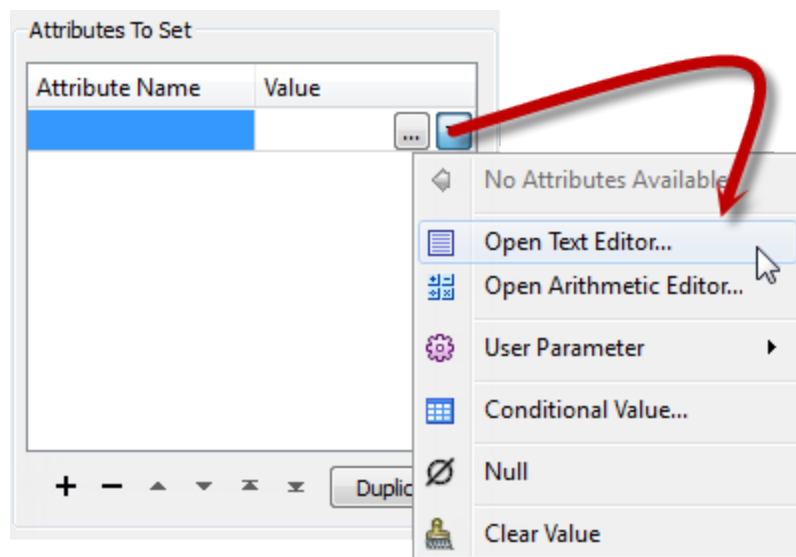 Attributes To Set
Attribute Name Value
...
No Attributes Available
Open Text Editor...
Open Arithmetic Editor...
User Parameter
Conditional Value...
Null
Clear Value
Duplic